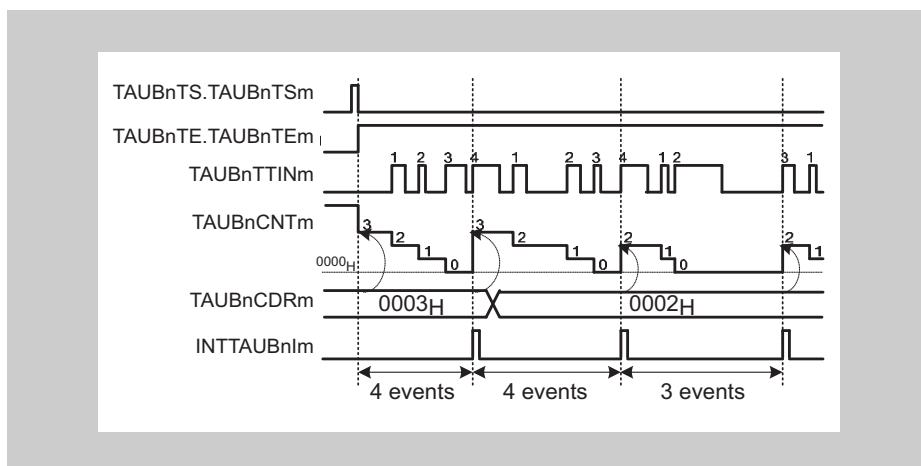 TAUBnTS.TAUBnTSm
TAUBnTE.TAUBnTEm
1 2 3 4 1 2 3 4 1 2 3 1
TAUBnTTINm
TAUBnCNTm
3 2 1 0 3 2 1 0 2 1 0 2 1
0000H
TAUBnCDRm
0003H 0002H
INTTAUBnIm
4 events 4 events 3 events